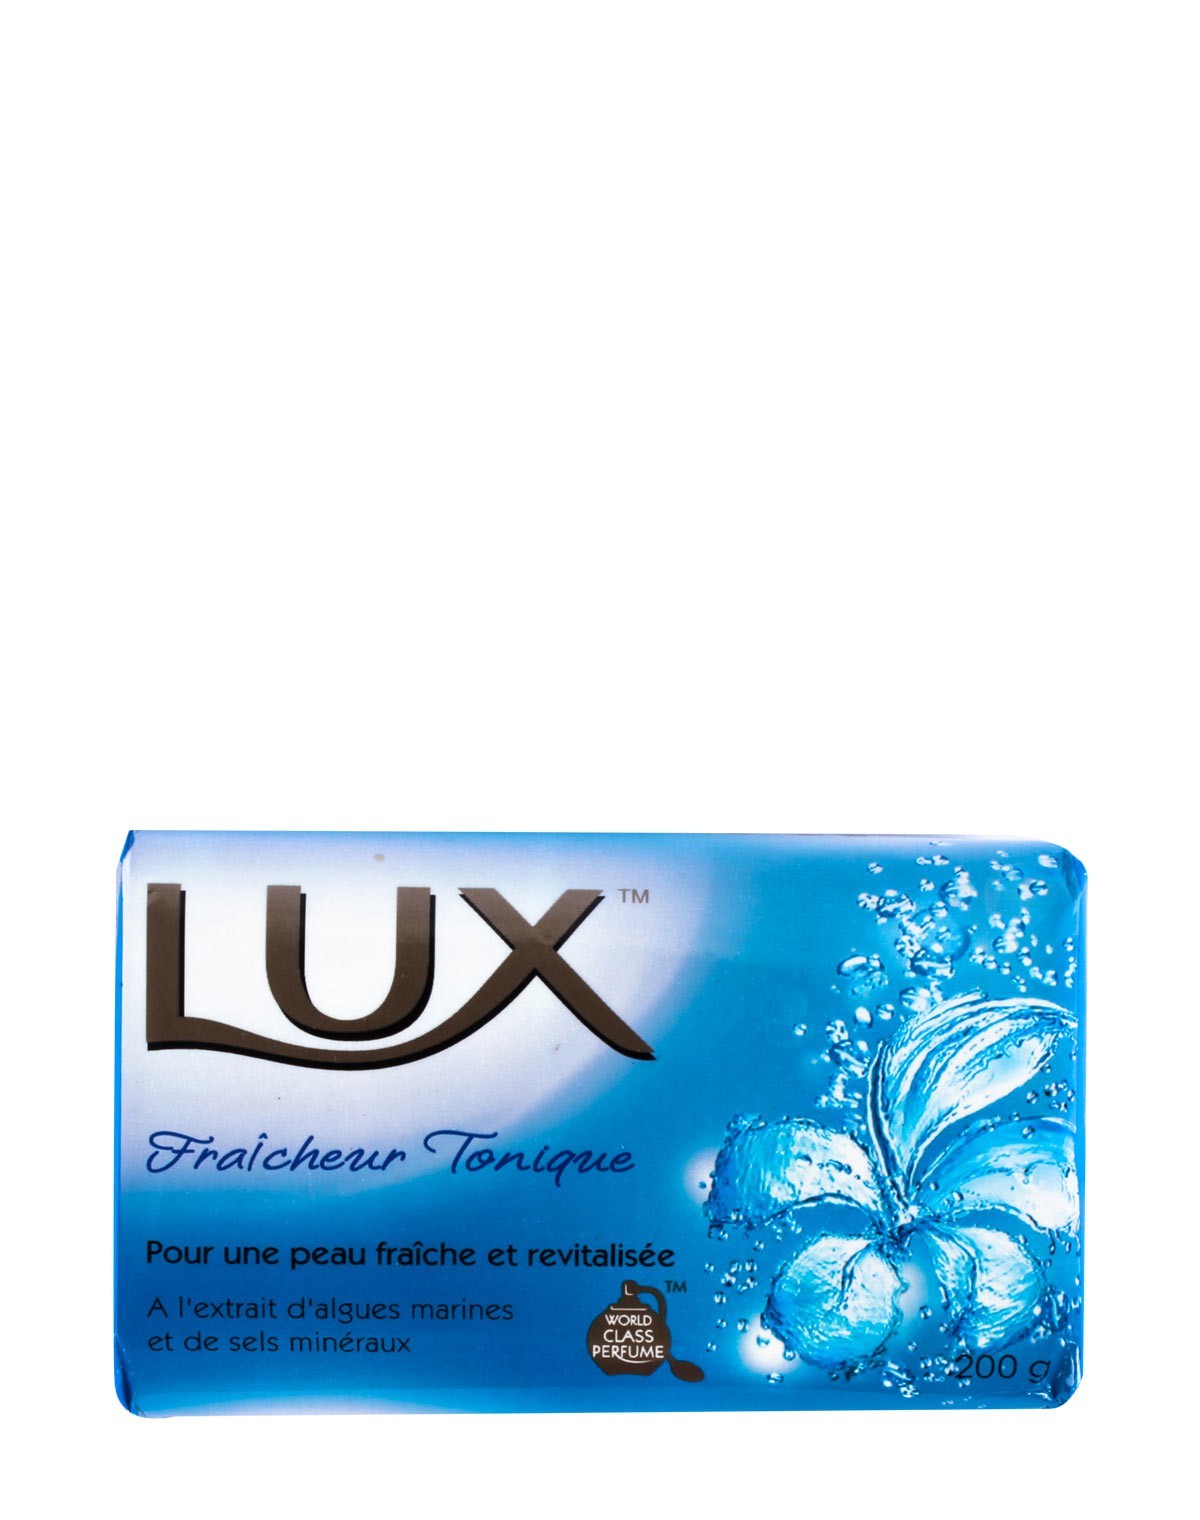 LUX™
Fraîcheur Tonique
Pour une peau fraîche et revitalisée
A l'extrait d'algues marines
et de sels minéraux
L
™
WORLD
CLASS
PERFUME
200 g